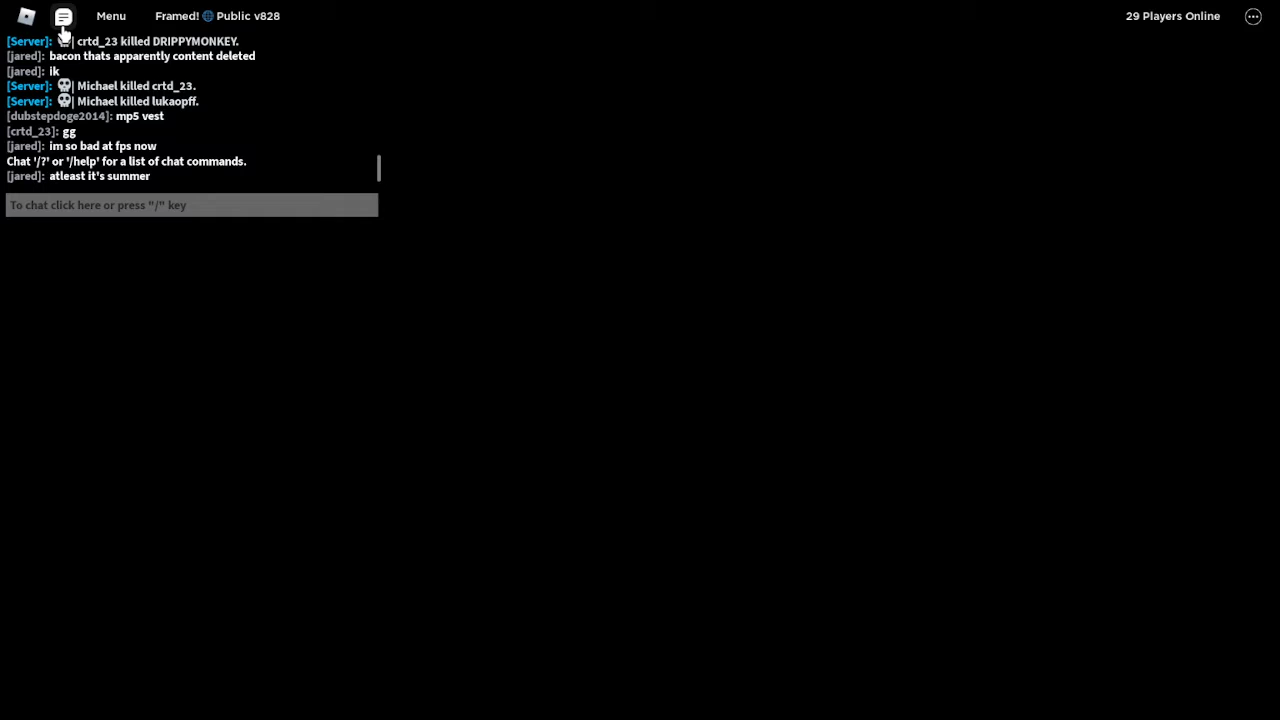 Menu
Framed! 🌐 Public v828
29 Players Online
[Server]: 💀| crtd_23 killed DRIPPYMONKEY.
[jared]: bacon thats apparently content deleted
[jared]: ik
[Server]: 💀| Michael killed crtd_23.
[Server]: 💀| Michael killed lukaopff.
[dubstepdoge2014]: mp5 vest
[crtd_23]: gg
[jared]: im so bad at fps now
Chat '/?' or '/help' for a list of chat commands.
[jared]: atleast it's summer
To chat click here or press "/" key